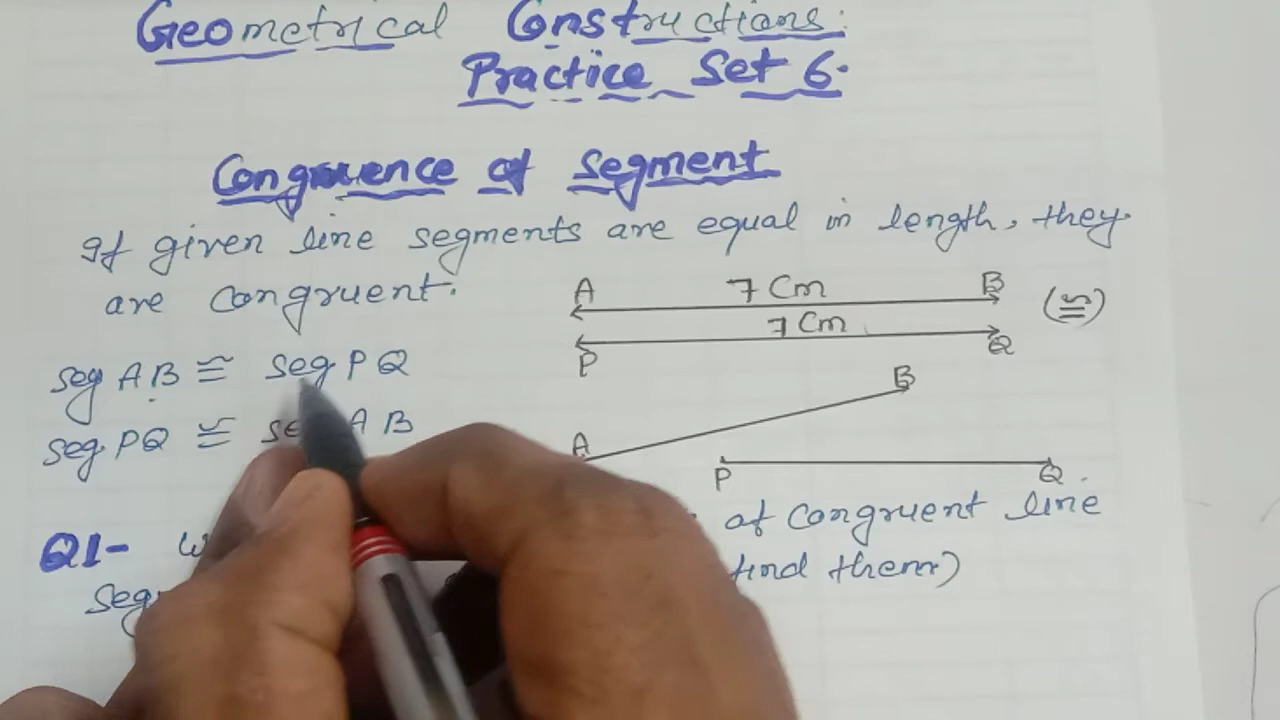 Geometrical Constructions:
Practice Set 6.
Congruence of Segment
If given line segments are equal in length, they
are congruent.
A 7 Cm B (≅)
7 Cm
P Q
seg AB ≅ seg PQ
B
seg PQ ≅ A B
A
P Q
Q1-
of congruent line
find them)